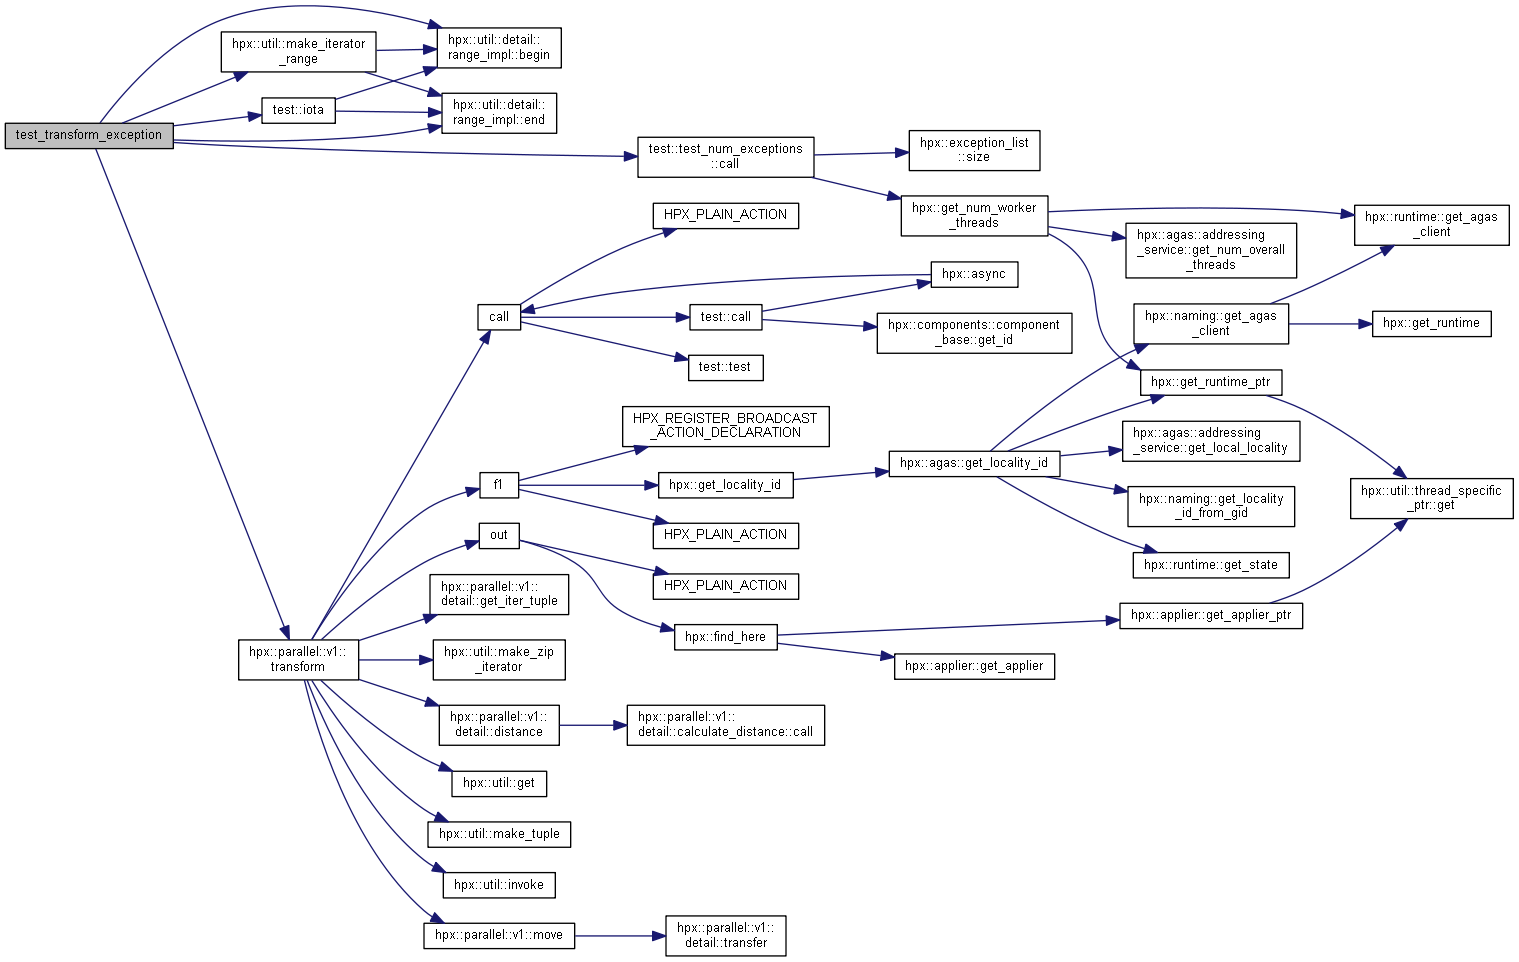 test_transform_exception
hpx::util::make_iterator
_range
test::iota
hpx::util::detail::
range_impl::begin
hpx::util::detail::
range_impl::end
test::test_num_exceptions
::call
hpx::exception_list
::size
hpx::get_num_worker
_threads
hpx::runtime::get_agas
_client
hpx::agas::addressing
_service::get_num_overall
_threads
HPX_PLAIN_ACTION
hpx::async
call
test::call
hpx::components::component
_base::get_id
test::test
hpx::naming::get_agas
_client
hpx::get_runtime
hpx::get_runtime_ptr
HPX_REGISTER_BROADCAST
_ACTION_DECLARATION
f1
hpx::get_locality_id
HPX_PLAIN_ACTION
hpx::agas::get_locality_id
hpx::agas::addressing
_service::get_local_locality
hpx::naming::get_locality
_id_from_gid
hpx::runtime::get_state
hpx::util::thread_specific
_ptr::get
out
HPX_PLAIN_ACTION
hpx::find_here
hpx::applier::get_applier_ptr
hpx::applier::get_applier
hpx::parallel::v1::
transform
hpx::parallel::v1::
detail::get_iter_tuple
hpx::util::make_zip
_iterator
hpx::parallel::v1::
detail::distance
hpx::parallel::v1::
detail::calculate_distance::call
hpx::util::get
hpx::util::make_tuple
hpx::util::invoke
hpx::parallel::v1::move
hpx::parallel::v1::
detail::transfer